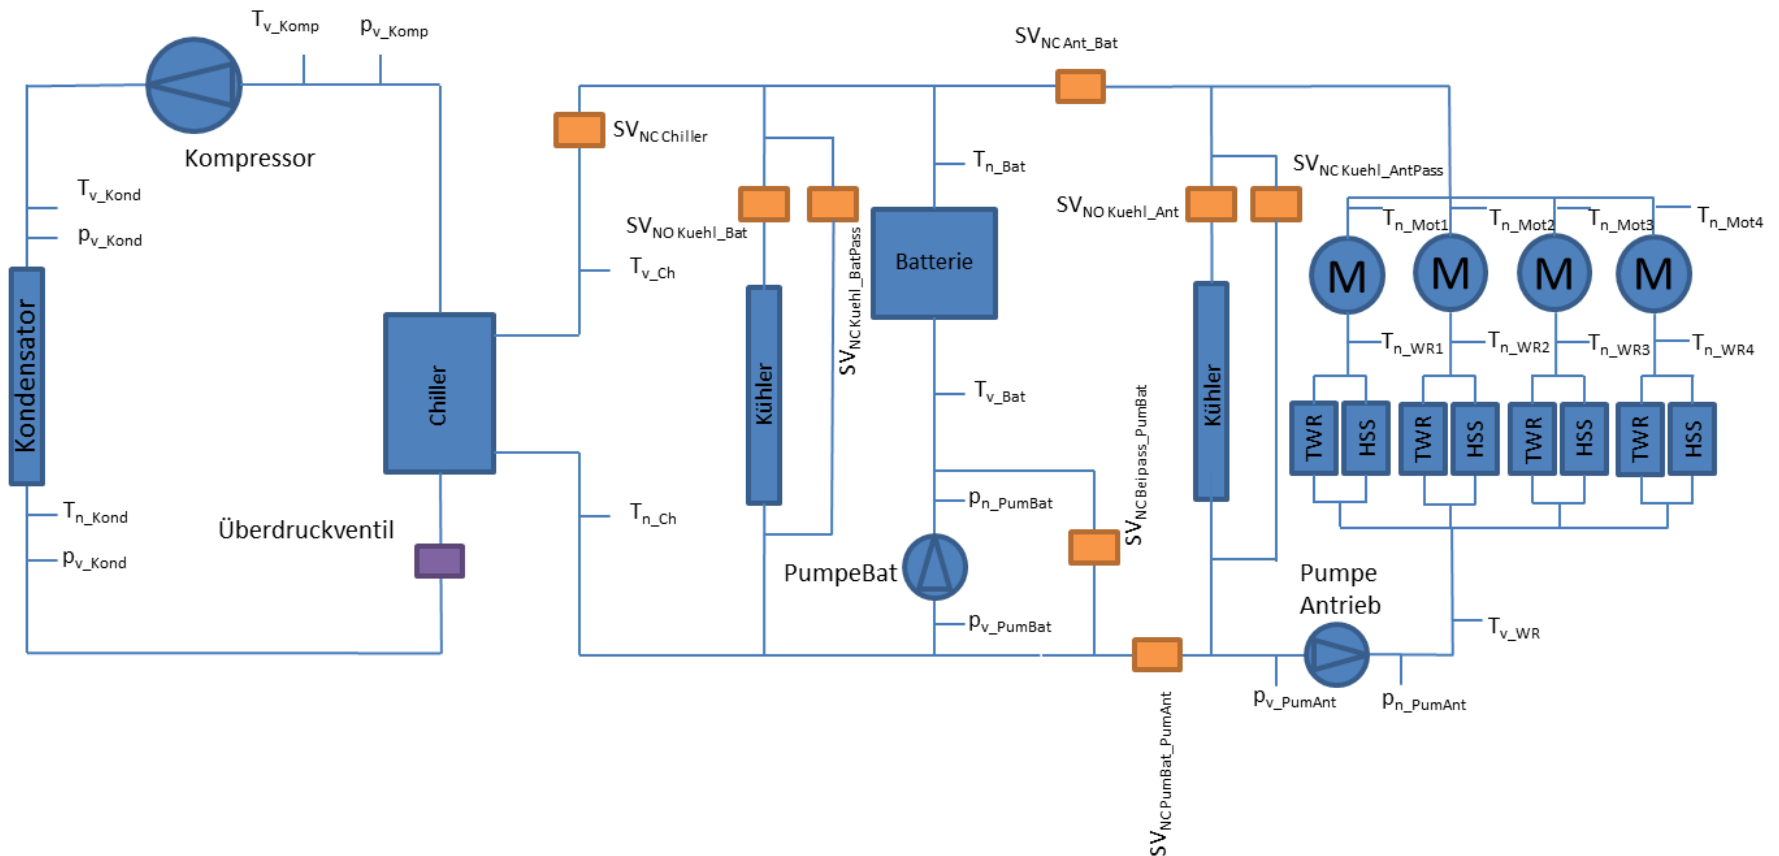 T_v_Komp
p_v_Komp
Kompressor
T_v_Kond
p_v_Kond
Kondensator
T_n_Kond
p_v_Kond
Überdruckventil
Chiller
SV_NC Chiller
T_v_Ch
T_n_Ch
SV_NO Kuehl_Bat
SV_NC Kuehl_BatPass
Kühler
T_n_Bat
Batterie
T_v_Bat
p_n_PumBat
PumpeBat
p_v_PumBat
SV_NC Ant_Bat
SV_NC Beipass_PumBat
SV_NC PumBat_PumAnt
SV_NO Kuehl_Ant
SV_NC Kuehl_AntPass
Kühler
T_n_Mot1
T_n_Mot2
T_n_Mot3
T_n_Mot4
M
M
M
M
T_n_WR1
T_n_WR2
T_n_WR3
T_n_WR4
TWR
HSS
TWR
HSS
TWR
HSS
TWR
HSS
Pumpe
Antrieb
T_v_WR
p_v_PumAnt
p_n_PumAnt